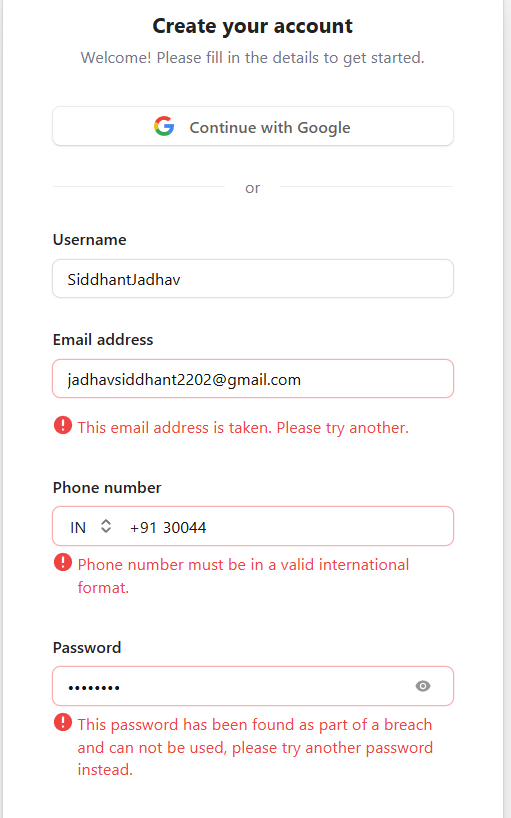 Create your account
Welcome! Please fill in the details to get started.
Continue with Google
or
Username
SiddhantJadhav
Email address
jadhavsiddhant2202@gmail.com
This email address is taken. Please try another.
Phone number
IN +91 30044
Phone number must be in a valid international
format.
Password
••••••••
This password has been found as part of a breach
and can not be used, please try another password
instead.